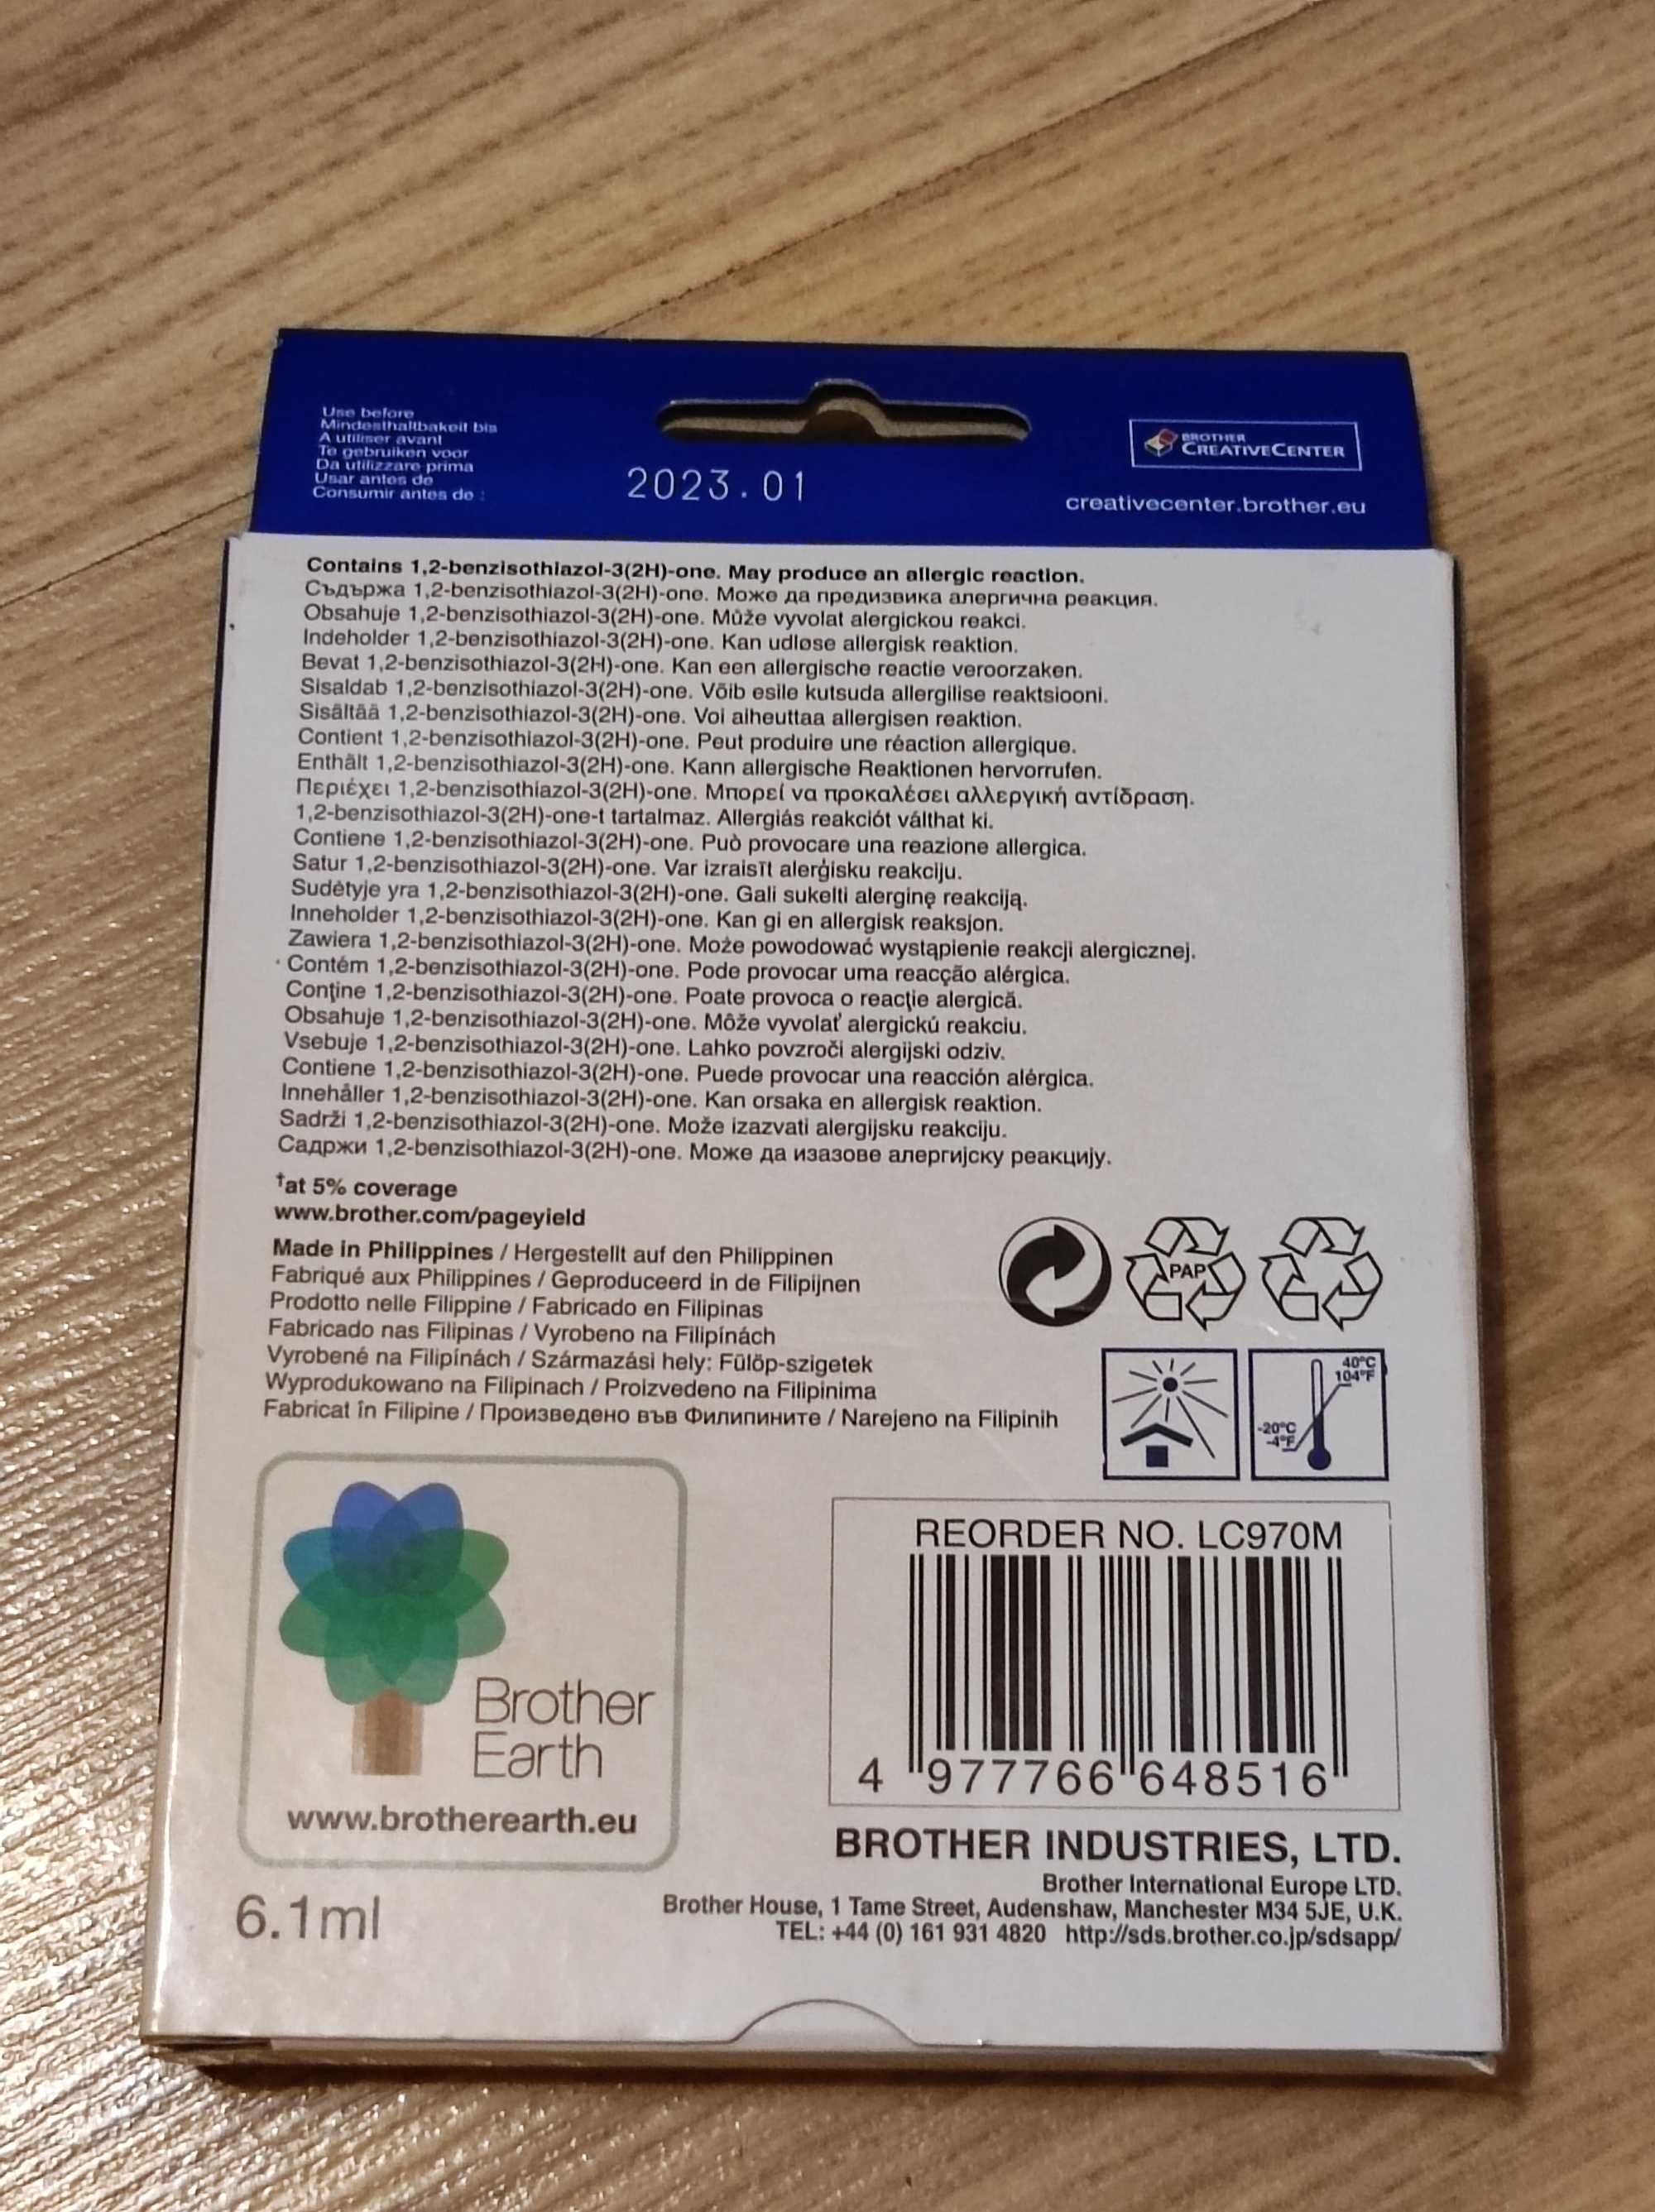 Use before
Mindesthaltbakeit bis
A utiliser avant
Te gebruiken voor
Da utilizzare prima
Usar antes de
Consumir antes de :
2023.01
BROTHER
CREATIVECENTER
creativecenter.brother.eu
Contains 1,2-benzisothiazol-3(2H)-one. May produce an allergic reaction.
Съдържа 1,2-benzisothiazol-3(2H)-one. Може да предизвика алергична реакция.
Obsahuje 1,2-benzisothiazol-3(2H)-one. Může vyvolat alergickou reakci.
Indeholder 1,2-benzisothiazol-3(2H)-one. Kan udløse allergisk reaktion.
Bevat 1,2-benzisothiazol-3(2H)-one. Kan een allergische reactie veroorzaken.
Sisaldab 1,2-benzisothiazol-3(2H)-one. Võib esile kutsuda allergilise reaktsiooni.
Sisältää 1,2-benzisothiazol-3(2H)-one. Voi aiheuttaa allergisen reaktion.
Contient 1,2-benzisothiazol-3(2H)-one. Peut produire une réaction allergique.
Enthält 1,2-benzisothiazol-3(2H)-one. Kann allergische Reaktionen hervorrufen.
Περιέχει 1,2-benzisothiazol-3(2H)-one. Μπορεί να προκαλέσει αλλεργική αντίδραση.
1,2-benzisothiazol-3(2H)-one-t tartalmaz. Allergiás reakciót válthat ki.
Contiene 1,2-benzisothiazol-3(2H)-one. Può provocare una reazione allergica.
Satur 1,2-benzisothiazol-3(2H)-one. Var izraisīt alerģisku reakciju.
Sudėtyje yra 1,2-benzisothiazol-3(2H)-one. Gali sukelti alerginę reakciją.
Inneholder 1,2-benzisothiazol-3(2H)-one. Kan gi en allergisk reaksjon.
Zawiera 1,2-benzisothiazol-3(2H)-one. Może powodować wystąpienie reakcji alergicznej.
Contém 1,2-benzisothiazol-3(2H)-one. Pode provocar uma reacção alérgica.
Conţine 1,2-benzisothiazol-3(2H)-one. Poate provoca o reacţie alergică.
Obsahuje 1,2-benzisothiazol-3(2H)-one. Môže vyvolať alergickú reakciu.
Vsebuje 1,2-benzisothiazol-3(2H)-one. Lahko povzroči alergijski odziv.
Contiene 1,2-benzisothiazol-3(2H)-one. Puede provocar una reacción alérgica.
Innehåller 1,2-benzisothiazol-3(2H)-one. Kan orsaka en allergisk reaktion.
Sadrži 1,2-benzisothiazol-3(2H)-one. Može izazvati alergijsku reakciju.
Садржи 1,2-benzisothiazol-3(2H)-one. Може да изазове алергијску реакцију.
†at 5% coverage
www.brother.com/pageyield
Made in Philippines / Hergestellt auf den Philippinen
Fabriqué aux Philippines / Geproduceerd in de Filipijnen
Prodotto nelle Filippine / Fabricado en Filipinas
Fabricado nas Filipinas / Vyrobeno na Filipínách
Vyrobené na Filipínách / Származási hely: Fülöp-szigetek
Wyprodukowano na Filipinach / Proizvedeno na Filipinima
Fabricat în Filipine / Произведено във Филипините / Narejeno na Filipinih
PAP
40°C
104°F
-20°C
-4°F
Brother
Earth
www.brotherearth.eu
6.1ml
REORDER NO. LC970M
4 977766 648516
BROTHER INDUSTRIES, LTD.
Brother International Europe LTD.
Brother House, 1 Tame Street, Audenshaw, Manchester M34 5JE, U.K.
TEL: +44 (0) 161 931 4820 http://sds.brother.co.jp/sdsapp/